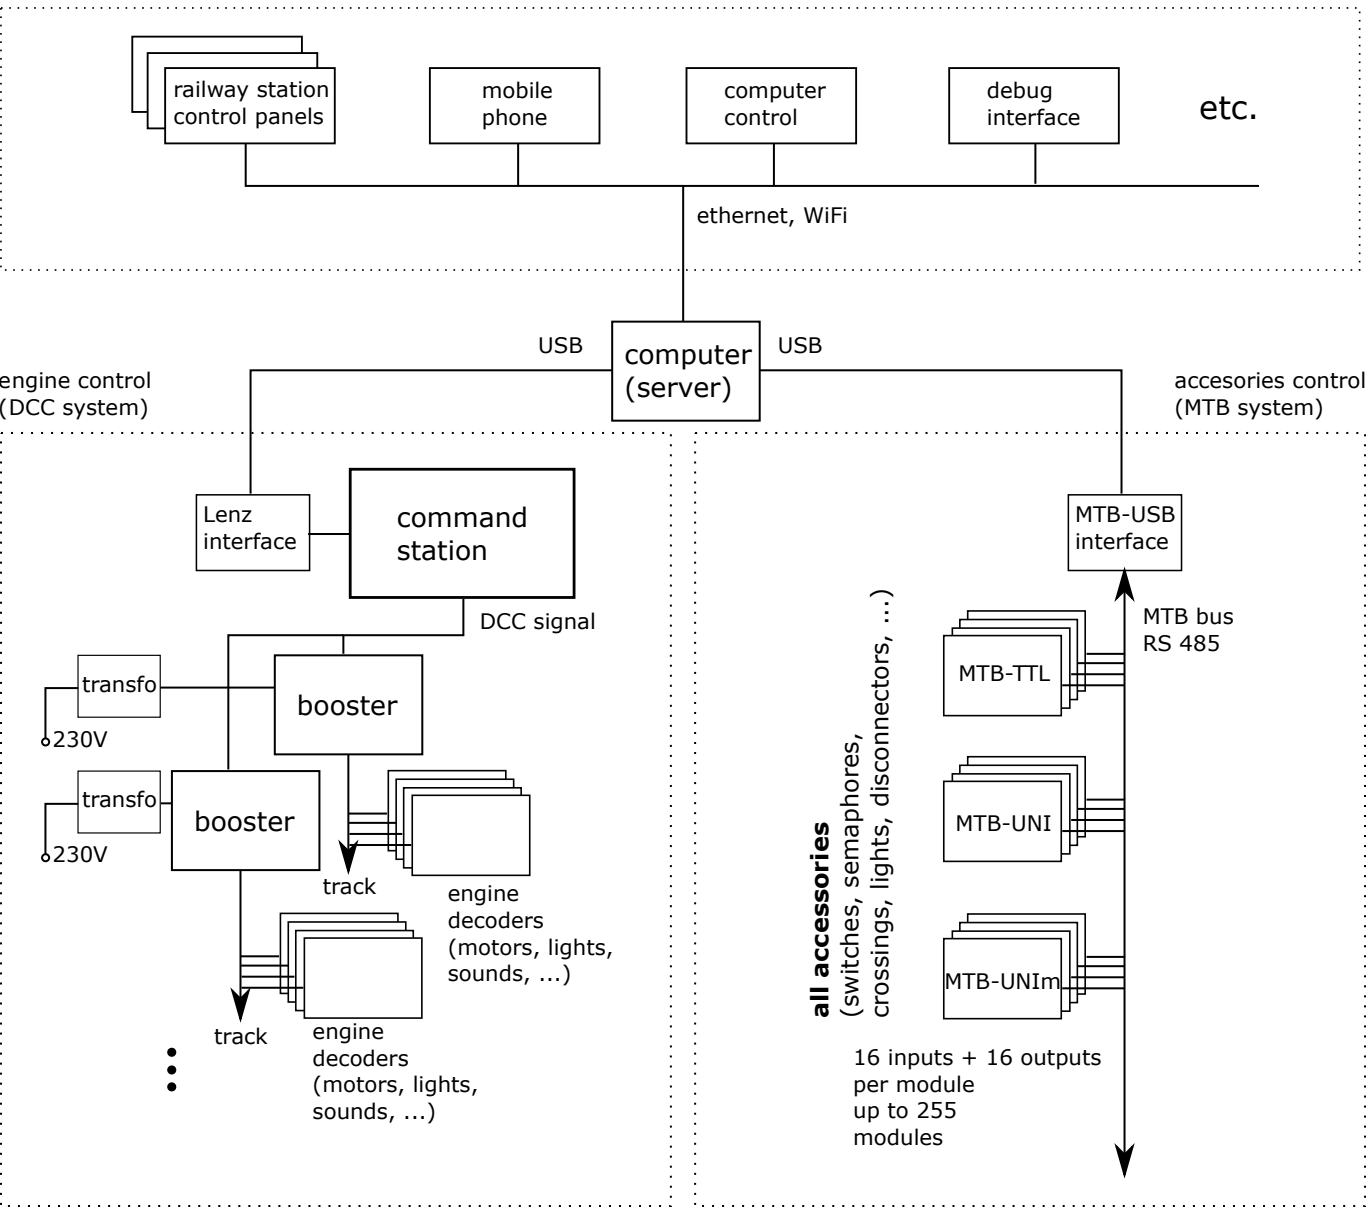 railway station
control panels
mobile
phone
computer
control
debug
interface
etc.
ethernet, WiFi
USB
computer
(server)
USB
engine control
(DCC system)
accesories control
(MTB system)
Lenz
interface
command
station
DCC signal
transfo
230V
booster
transfo
230V
booster
track
engine
decoders
(motors, lights,
sounds, ...)
track
engine
decoders
(motors, lights,
sounds, ...)
MTB-USB
interface
MTB bus
RS 485
MTB-TTL
MTB-UNI
MTB-UNIm
all accessories
(switches, semaphores,
crossings, lights, disconnectors, ...)
16 inputs + 16 outputs
per module
up to 255
modules